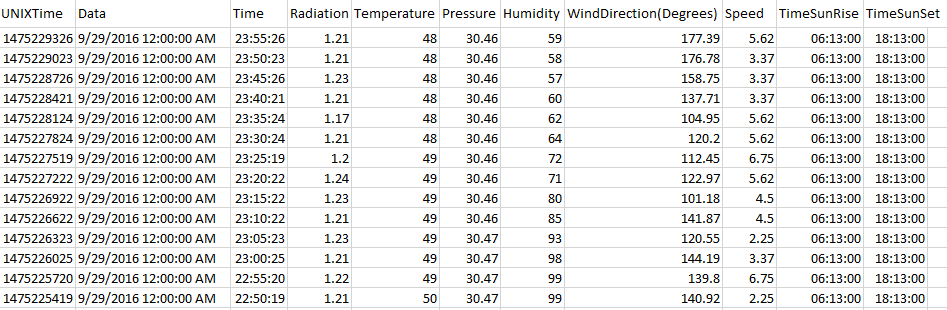 UNIXTime Data Time Radiation Temperature Pressure Humidity WindDirection(Degrees) Speed TimeSunRise TimeSunSet
1475229326 9/29/2016 12:00:00 AM 23:55:26 1.21 48 30.46 59 177.39 5.62 06:13:00 18:13:00
1475229023 9/29/2016 12:00:00 AM 23:50:23 1.21 48 30.46 58 176.78 3.37 06:13:00 18:13:00
1475228726 9/29/2016 12:00:00 AM 23:45:26 1.23 48 30.46 57 158.75 3.37 06:13:00 18:13:00
1475228421 9/29/2016 12:00:00 AM 23:40:21 1.21 48 30.46 60 137.71 3.37 06:13:00 18:13:00
1475228124 9/29/2016 12:00:00 AM 23:35:24 1.17 48 30.46 62 104.95 5.62 06:13:00 18:13:00
1475227824 9/29/2016 12:00:00 AM 23:30:24 1.21 48 30.46 64 120.2 5.62 06:13:00 18:13:00
1475227519 9/29/2016 12:00:00 AM 23:25:19 1.2 49 30.46 72 112.45 6.75 06:13:00 18:13:00
1475227222 9/29/2016 12:00:00 AM 23:20:22 1.24 49 30.46 71 122.97 5.62 06:13:00 18:13:00
1475226922 9/29/2016 12:00:00 AM 23:15:22 1.23 49 30.46 80 101.18 4.5 06:13:00 18:13:00
1475226622 9/29/2016 12:00:00 AM 23:10:22 1.21 49 30.46 85 141.87 4.5 06:13:00 18:13:00
1475226323 9/29/2016 12:00:00 AM 23:05:23 1.23 49 30.47 93 120.55 2.25 06:13:00 18:13:00
1475226025 9/29/2016 12:00:00 AM 23:00:25 1.21 49 30.47 98 144.19 3.37 06:13:00 18:13:00
1475225720 9/29/2016 12:00:00 AM 22:55:20 1.22 49 30.47 99 139.8 6.75 06:13:00 18:13:00
1475225419 9/29/2016 12:00:00 AM 22:50:19 1.21 50 30.47 99 140.92 2.25 06:13:00 18:13:00